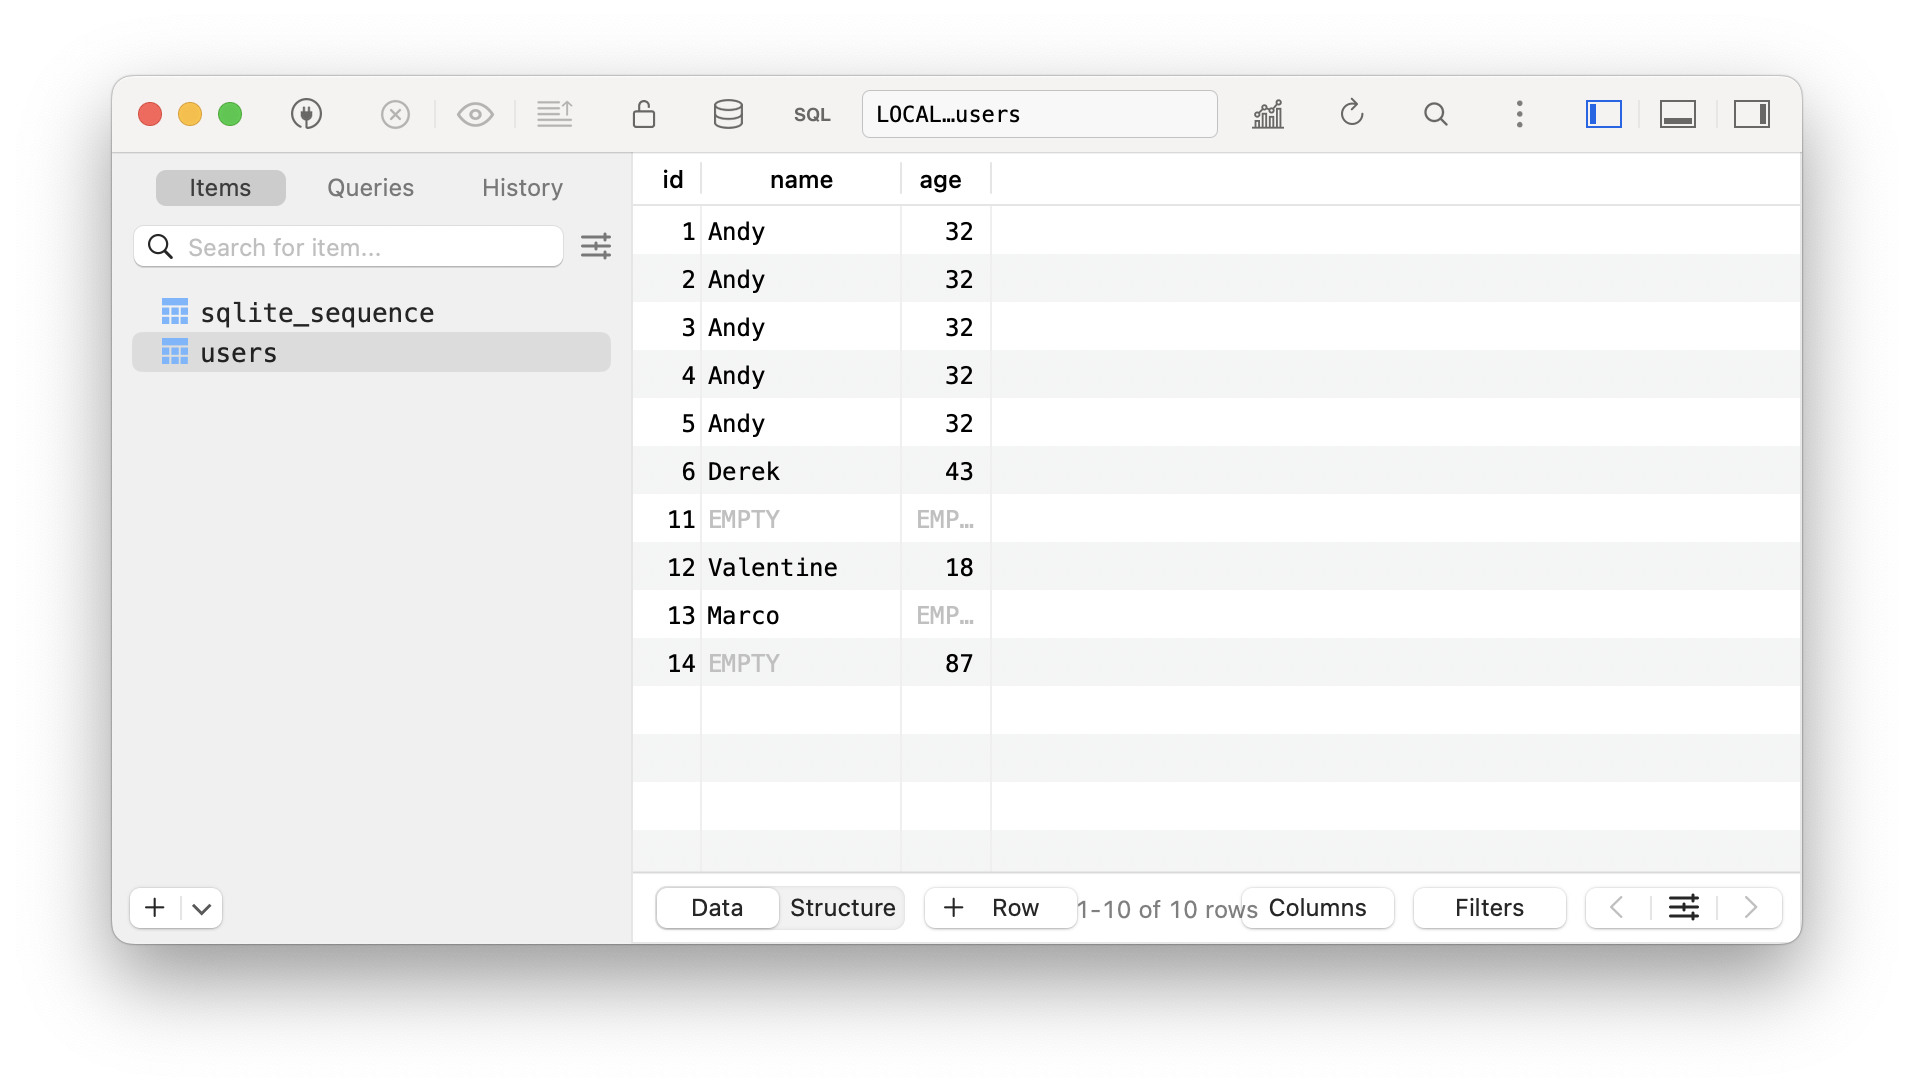 SQL LOCAL…users
Items Queries History
Search for item...
sqlite_sequence
users
id name age
1 Andy 32
2 Andy 32
3 Andy 32
4 Andy 32
5 Andy 32
6 Derek 43
11 EMPTY EMP…
12 Valentine 18
13 Marco EMP…
14 EMPTY 87
Data Structure + Row 1-10 of 10 rows Columns Filters